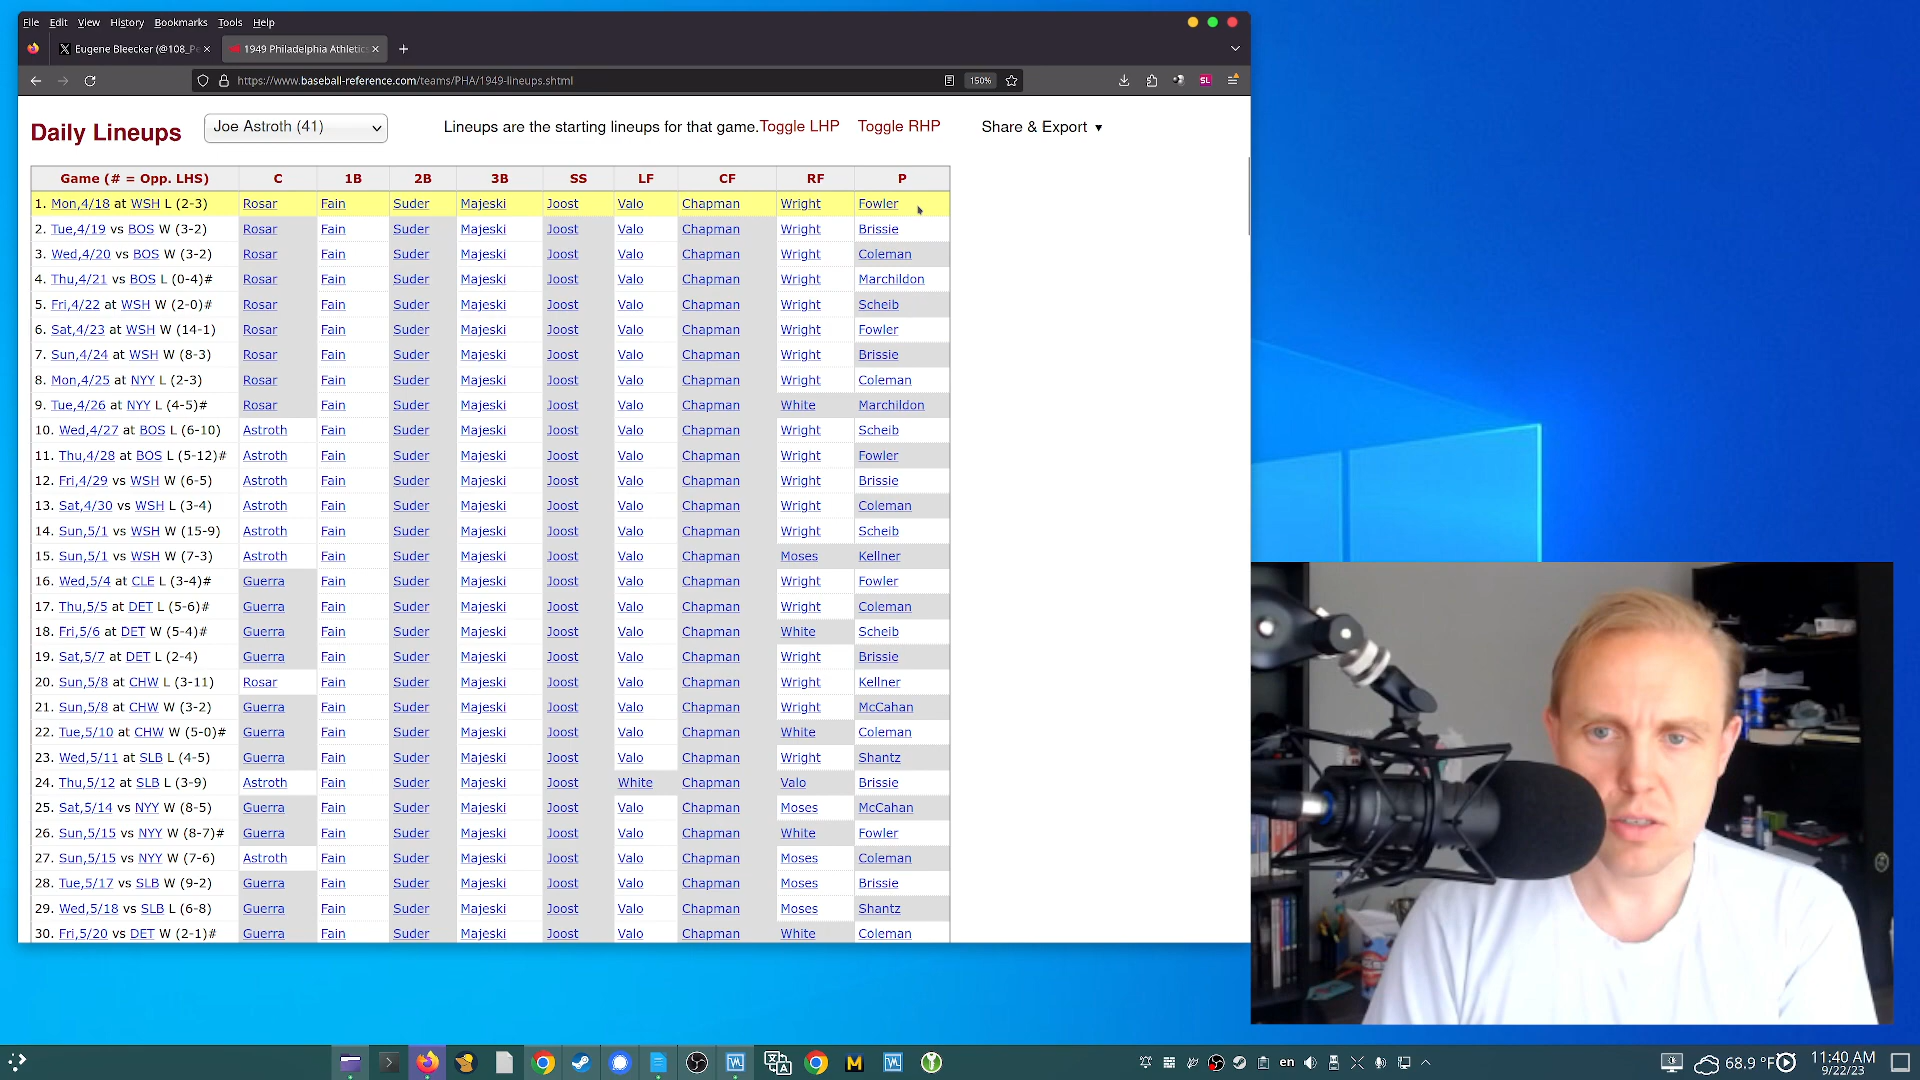 File Edit View History Bookmarks Tools Help
Eugene Bleecker (@108_Pe
1949 Philadelphia Athletics
https://www.baseball-reference.com/teams/PHA/1949-lineups.shtml
150%
SL
Daily Lineups
Joe Astroth (41)
Lineups are the starting lineups for that game.Toggle LHP Toggle RHP
Share & Export ▼
Game (# = Opp. LHS) C 1B 2B 3B SS LF CF RF P
1. Mon,4/18 at WSH L (2-3) Rosar Fain Suder Majeski Joost Valo Chapman Wright Fowler
2. Tue,4/19 vs BOS W (3-2) Rosar Fain Suder Majeski Joost Valo Chapman Wright Brissie
3. Wed,4/20 vs BOS W (3-2) Rosar Fain Suder Majeski Joost Valo Chapman Wright Coleman
4. Thu,4/21 vs BOS L (0-4)# Rosar Fain Suder Majeski Joost Valo Chapman Wright Marchildon
5. Fri,4/22 at WSH W (2-0)# Rosar Fain Suder Majeski Joost Valo Chapman Wright Scheib
6. Sat,4/23 at WSH W (14-1) Rosar Fain Suder Majeski Joost Valo Chapman Wright Fowler
7. Sun,4/24 at WSH W (8-3) Rosar Fain Suder Majeski Joost Valo Chapman Wright Brissie
8. Mon,4/25 at NYY L (2-3) Rosar Fain Suder Majeski Joost Valo Chapman Wright Coleman
9. Tue,4/26 at NYY L (4-5)# Rosar Fain Suder Majeski Joost Valo Chapman White Marchildon
10. Wed,4/27 at BOS L (6-10) Astroth Fain Suder Majeski Joost Valo Chapman Wright Scheib
11. Thu,4/28 at BOS L (5-12)# Astroth Fain Suder Majeski Joost Valo Chapman Wright Fowler
12. Fri,4/29 vs WSH W (6-5) Astroth Fain Suder Majeski Joost Valo Chapman Wright Brissie
13. Sat,4/30 vs WSH L (3-4) Astroth Fain Suder Majeski Joost Valo Chapman Wright Coleman
14. Sun,5/1 vs WSH W (15-9) Astroth Fain Suder Majeski Joost Valo Chapman Wright Scheib
15. Sun,5/1 vs WSH W (7-3) Astroth Fain Suder Majeski Joost Valo Chapman Moses Kellner
16. Wed,5/4 at CLE L (3-4)# Guerra Fain Suder Majeski Joost Valo Chapman Wright Fowler
17. Thu,5/5 at DET L (5-6)# Guerra Fain Suder Majeski Joost Valo Chapman Wright Coleman
18. Fri,5/6 at DET W (5-4)# Guerra Fain Suder Majeski Joost Valo Chapman White Scheib
19. Sat,5/7 at DET L (2-4) Guerra Fain Suder Majeski Joost Valo Chapman Wright Brissie
20. Sun,5/8 at CHW L (3-11) Rosar Fain Suder Majeski Joost Valo Chapman Wright Kellner
21. Sun,5/8 at CHW W (3-2) Guerra Fain Suder Majeski Joost Valo Chapman Wright McCahan
22. Tue,5/10 at CHW W (5-0)# Guerra Fain Suder Majeski Joost Valo Chapman White Coleman
23. Wed,5/11 at SLB L (4-5) Guerra Fain Suder Majeski Joost Valo Chapman Wright Shantz
24. Thu,5/12 at SLB L (3-9) Astroth Fain Suder Majeski Joost White Chapman Valo Brissie
25. Sat,5/14 vs NYY W (8-5) Guerra Fain Suder Majeski Joost Valo Chapman Moses McCahan
26. Sun,5/15 vs NYY W (8-7)# Guerra Fain Suder Majeski Joost Valo Chapman White Fowler
27. Sun,5/15 vs NYY W (7-6) Astroth Fain Suder Majeski Joost Valo Chapman Moses Coleman
28. Tue,5/17 vs SLB W (9-2) Guerra Fain Suder Majeski Joost Valo Chapman Moses Brissie
29. Wed,5/18 vs SLB L (6-8) Guerra Fain Suder Majeski Joost Valo Chapman Moses Shantz
30. Fri,5/20 vs DET W (2-1)# Guerra Fain Suder Majeski Joost Valo Chapman White Coleman
en
68.9 °F
11:40 AM
9/22/23